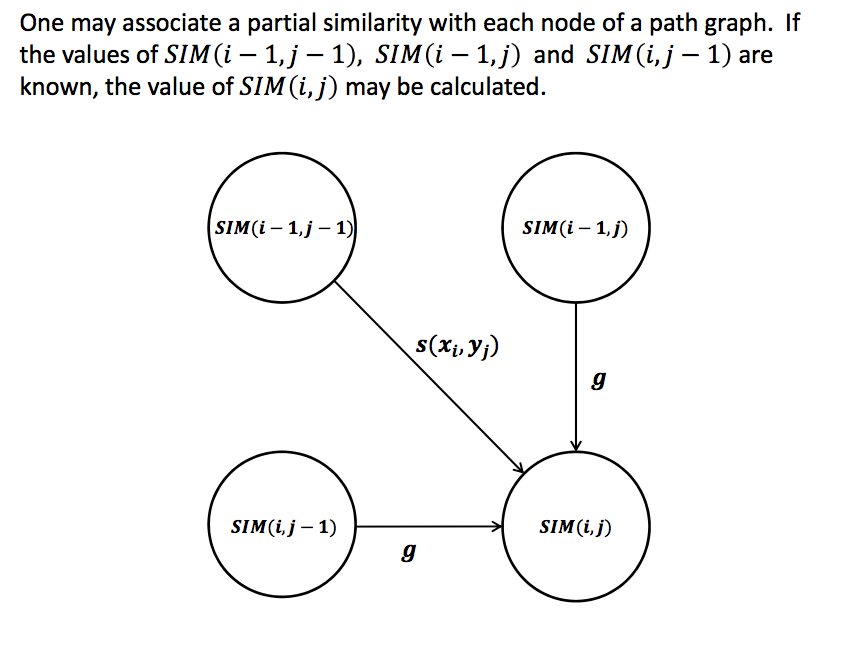 One may associate a partial similarity with each node of a path graph. If
the values of SIM(i − 1, j − 1), SIM(i − 1, j) and SIM(i, j − 1) are
known, the value of SIM(i, j) may be calculated.
SIM(i − 1, j − 1)
SIM(i − 1, j)
s(xᵢ, yⱼ)
g
SIM(i, j − 1)
SIM(i, j)
g